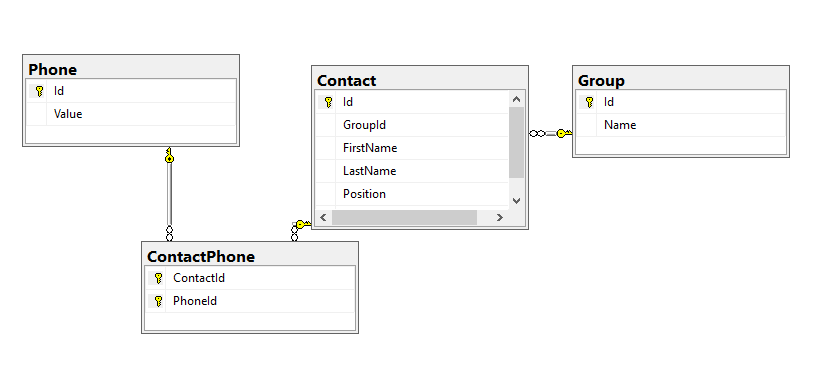 Phone
Id
Value
Contact
Id
GroupId
FirstName
LastName
Position
Group
Id
Name
ContactPhone
ContactId
PhoneId